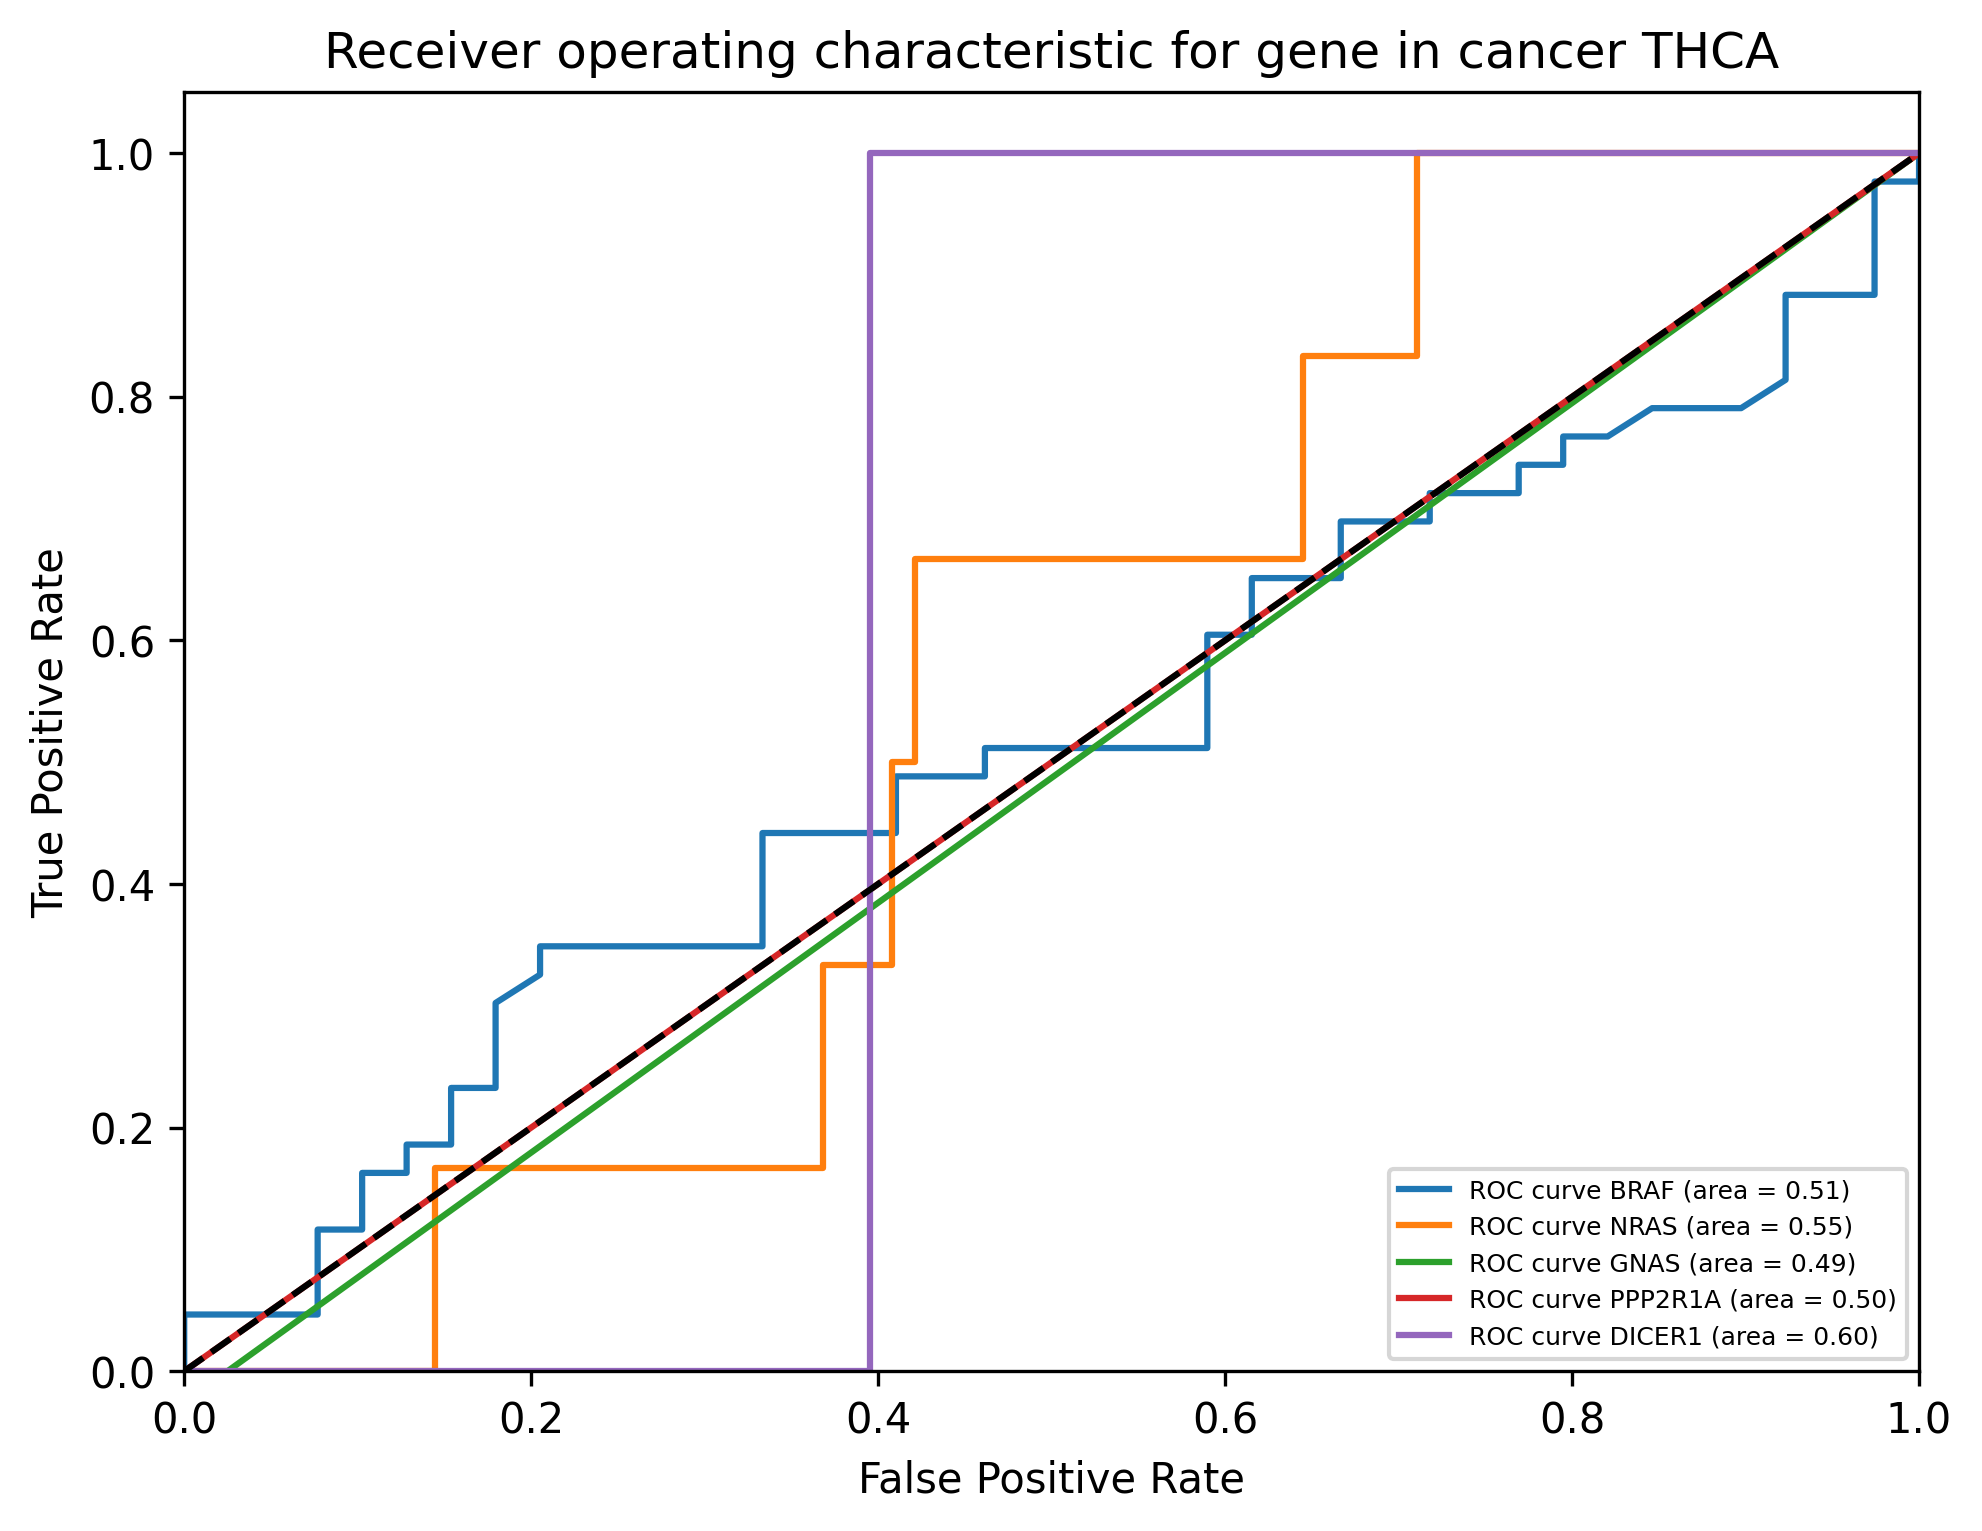 Receiver operating characteristic for gene in cancer THCA
True Positive Rate
1.0
0.8
0.6
0.4
0.2
0.0
ROC curve BRAF (area = 0.51)
ROC curve NRAS (area = 0.55)
ROC curve GNAS (area = 0.49)
ROC curve PPP2R1A (area = 0.50)
ROC curve DICER1 (area = 0.60)
0.0 0.2 0.4 0.6 0.8 1.0
False Positive Rate